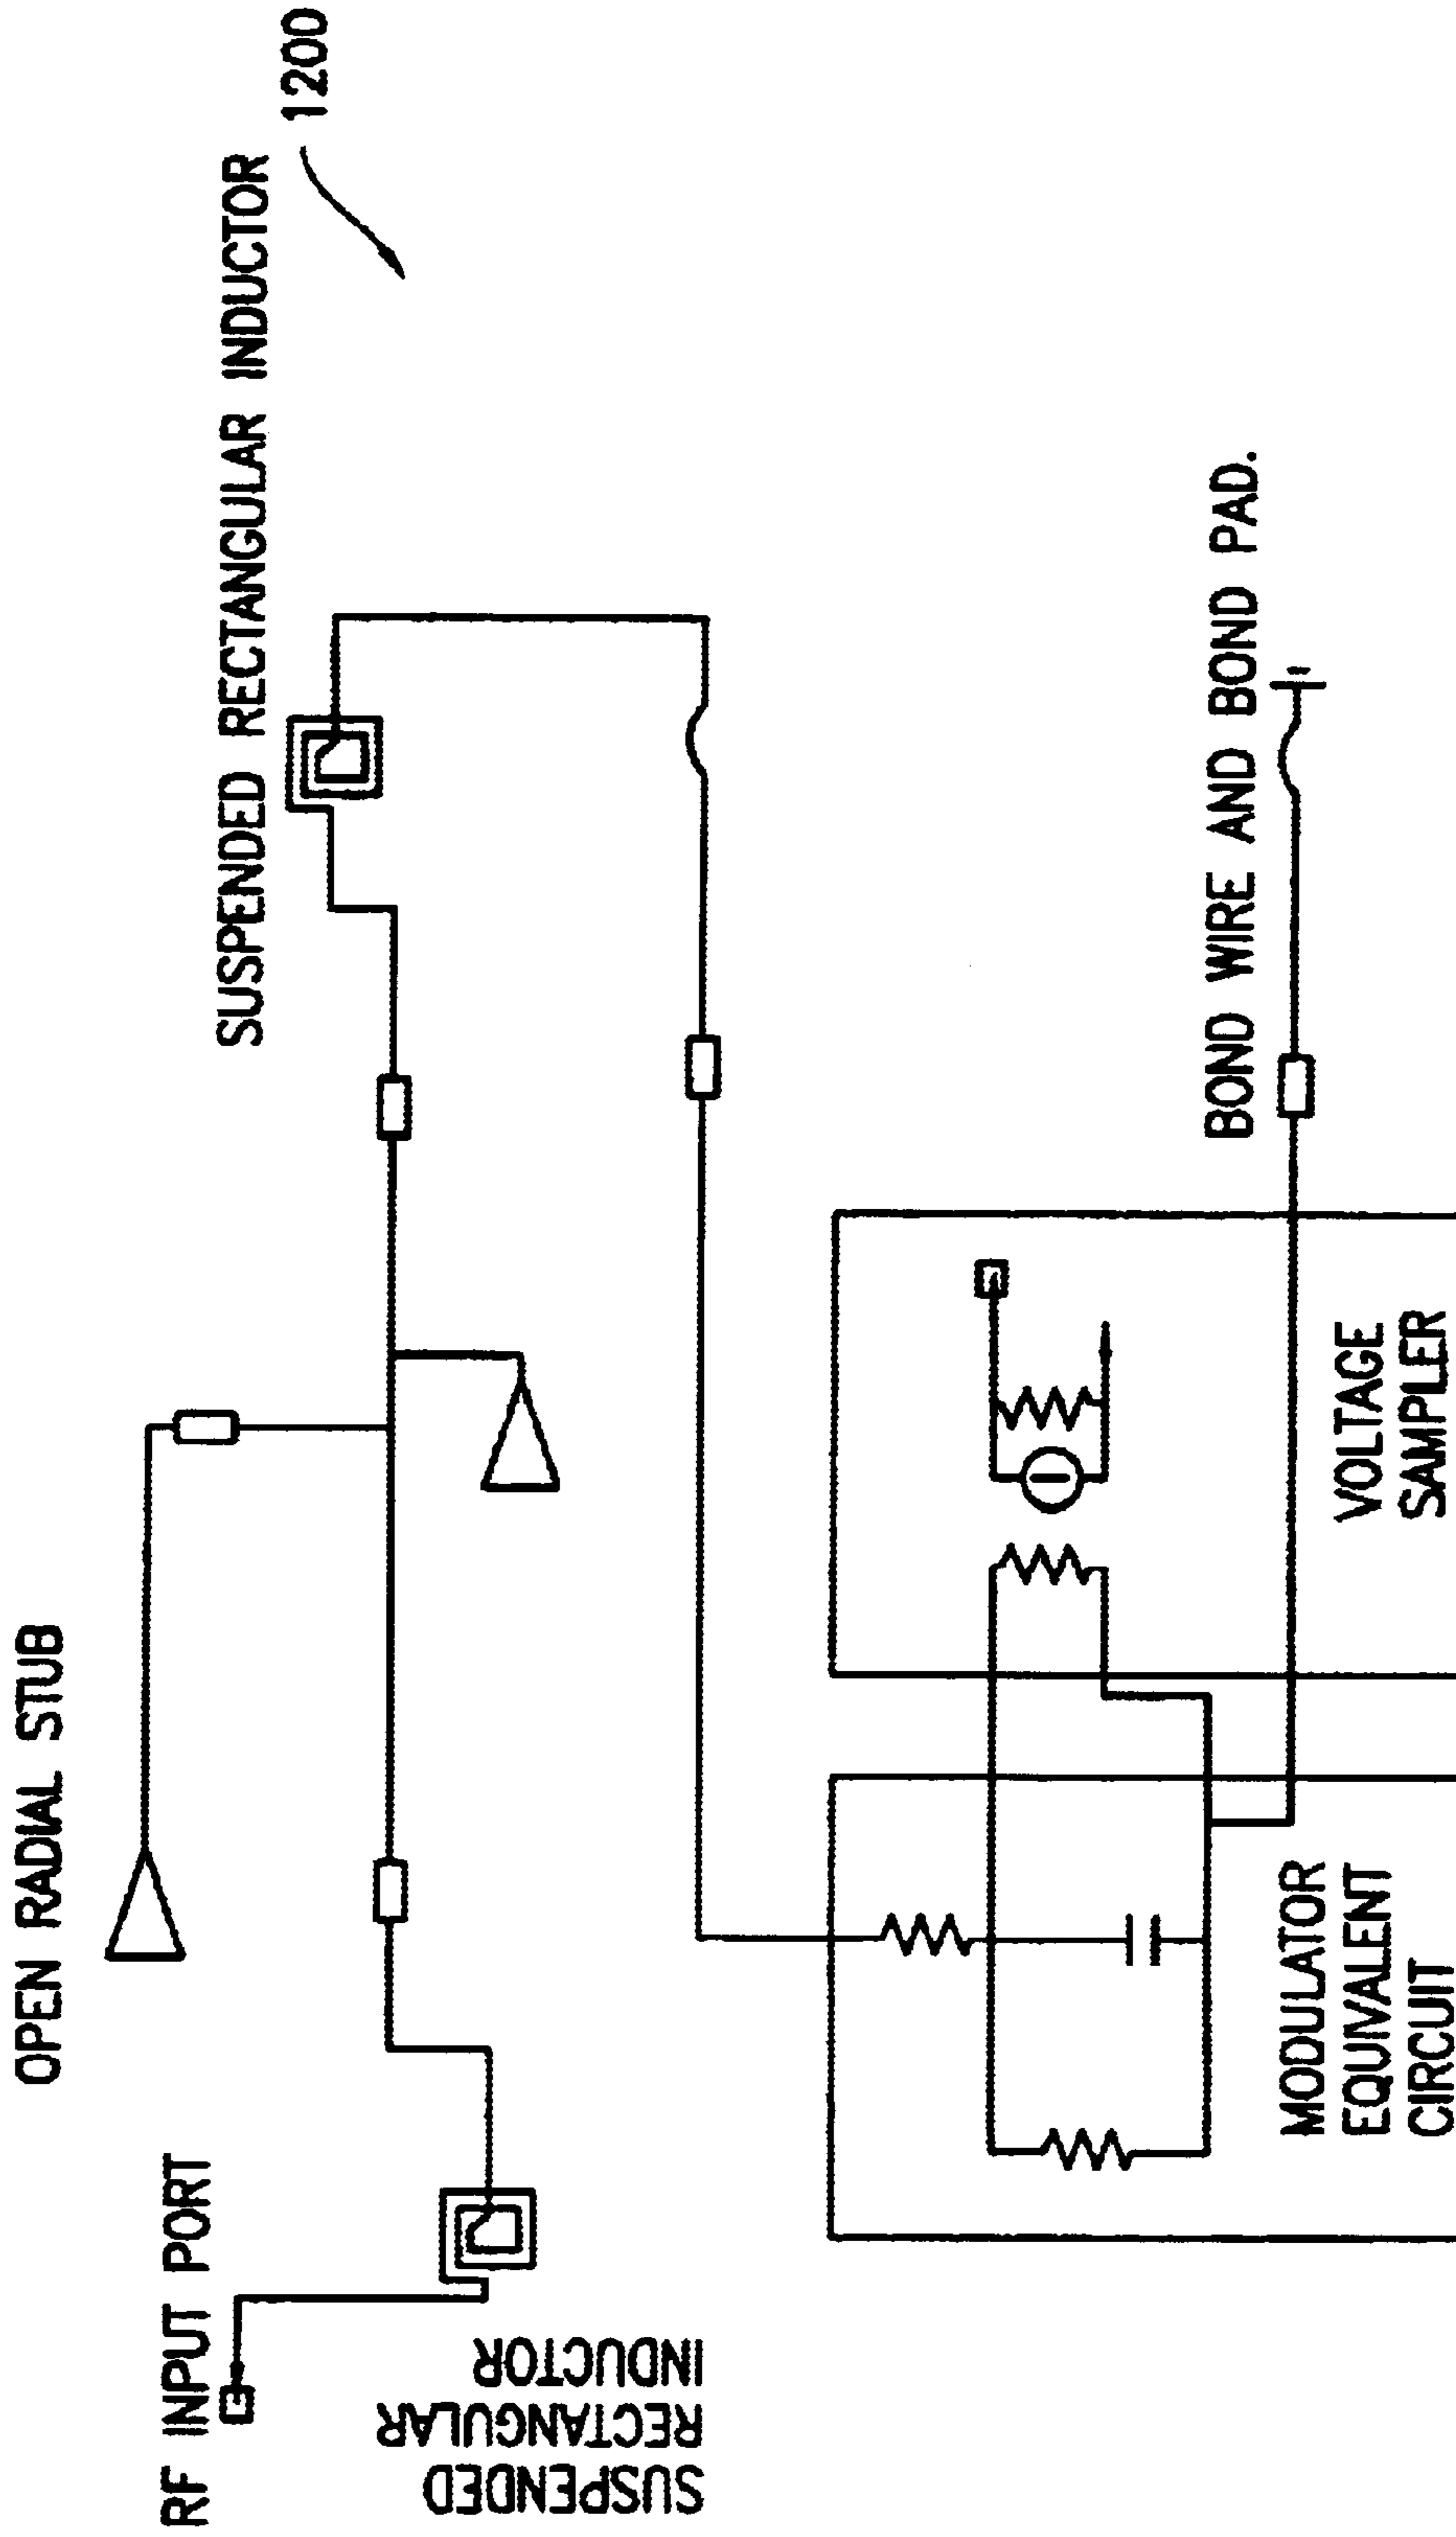 1200
SUSPENDED RECTANGULAR INDUCTOR
OPEN RADIAL STUB
RF INPUT PORT
SUSPENDED
RECTANGULAR
INDUCTOR
BOND WIRE AND BOND PAD.
MODULATOR
EQUIVALENT
CIRCUIT
VOLTAGE
SAMPLER